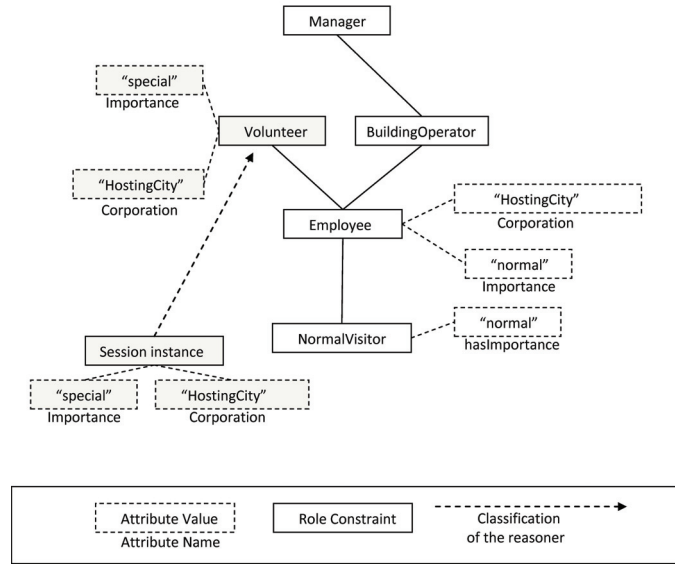 Manager
“special”
Importance
Volunteer
BuildingOperator
“HostingCity”
Corporation
“HostingCity”
Corporation
Employee
“normal”
Importance
“normal”
hasImportance
NormalVisitor
Session instance
“special”
Importance
“HostingCity”
Corporation
Attribute Value
Attribute Name
Role Constraint
Classification
of the reasoner